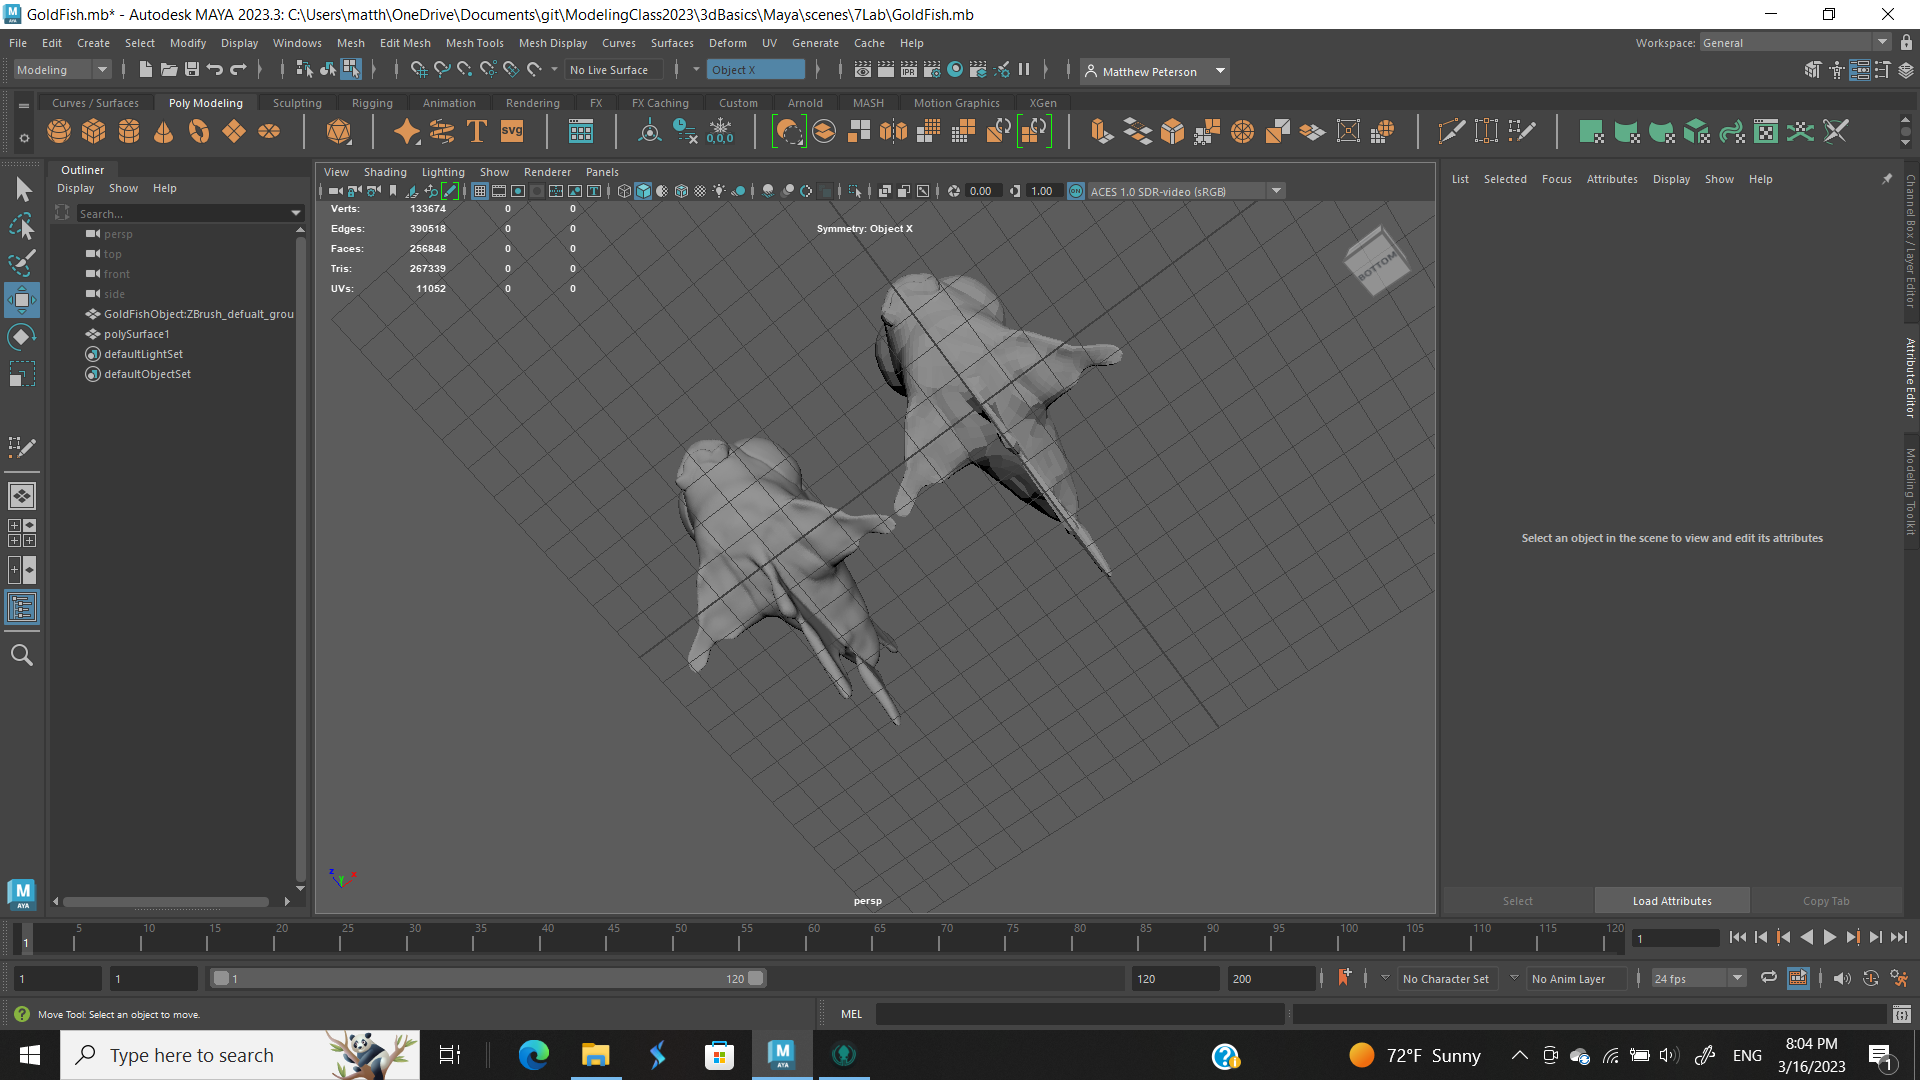 GoldFish.mb* - Autodesk MAYA 2023.3: C:\Users\matth\OneDrive\Documents\git\ModelingClass2023\3dBasics\Maya\scenes\7Lab\GoldFish.mb
File Edit Create Select Modify Display Windows Mesh Edit Mesh Mesh Tools Mesh Display Curves Surfaces Deform UV Generate Cache Help Workspace: General
Modeling No Live Surface Object X IPR Matthew Peterson
Curves / Surfaces Poly Modeling Sculpting Rigging Animation Rendering FX FX Caching Custom Arnold MASH Motion Graphics XGen
T SVG 0,0,0
Outliner
Display Show Help
Search...
persp
top
front
side
GoldFishObject:ZBrush_defualt_grou
polySurface1
defaultLightSet
defaultObjectSet
View Shading Lighting Show Renderer Panels
0.00 1.00 ON ACES 1.0 SDR-video (sRGB)
Verts: 133674 0 0
Edges: 390518 0 0
Faces: 256848 0 0
Tris: 267339 0 0
UVs: 11052 0 0
Symmetry: Object X
BOTTOM
z y x
persp
List Selected Focus Attributes Display Show Help
Select an object in the scene to view and edit its attributes
Select Load Attributes Copy Tab
Channel Box / Layer Editor
Attribute Editor
Modeling Toolkit
M
AYA
1 5 10 15 20 25 30 35 40 45 50 55 60 65 70 75 80 85 90 95 100 105 110 115 120 1
1 1 1 120 120 200 No Character Set No Anim Layer 24 fps
Move Tool: Select an object to move. MEL
Type here to search 72°F Sunny ENG 8:04 PM
3/16/2023 1